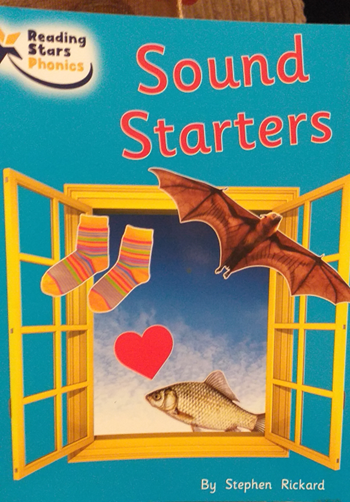 Reading
Stars
Phonics
Sound
Starters
By Stephen Rickard